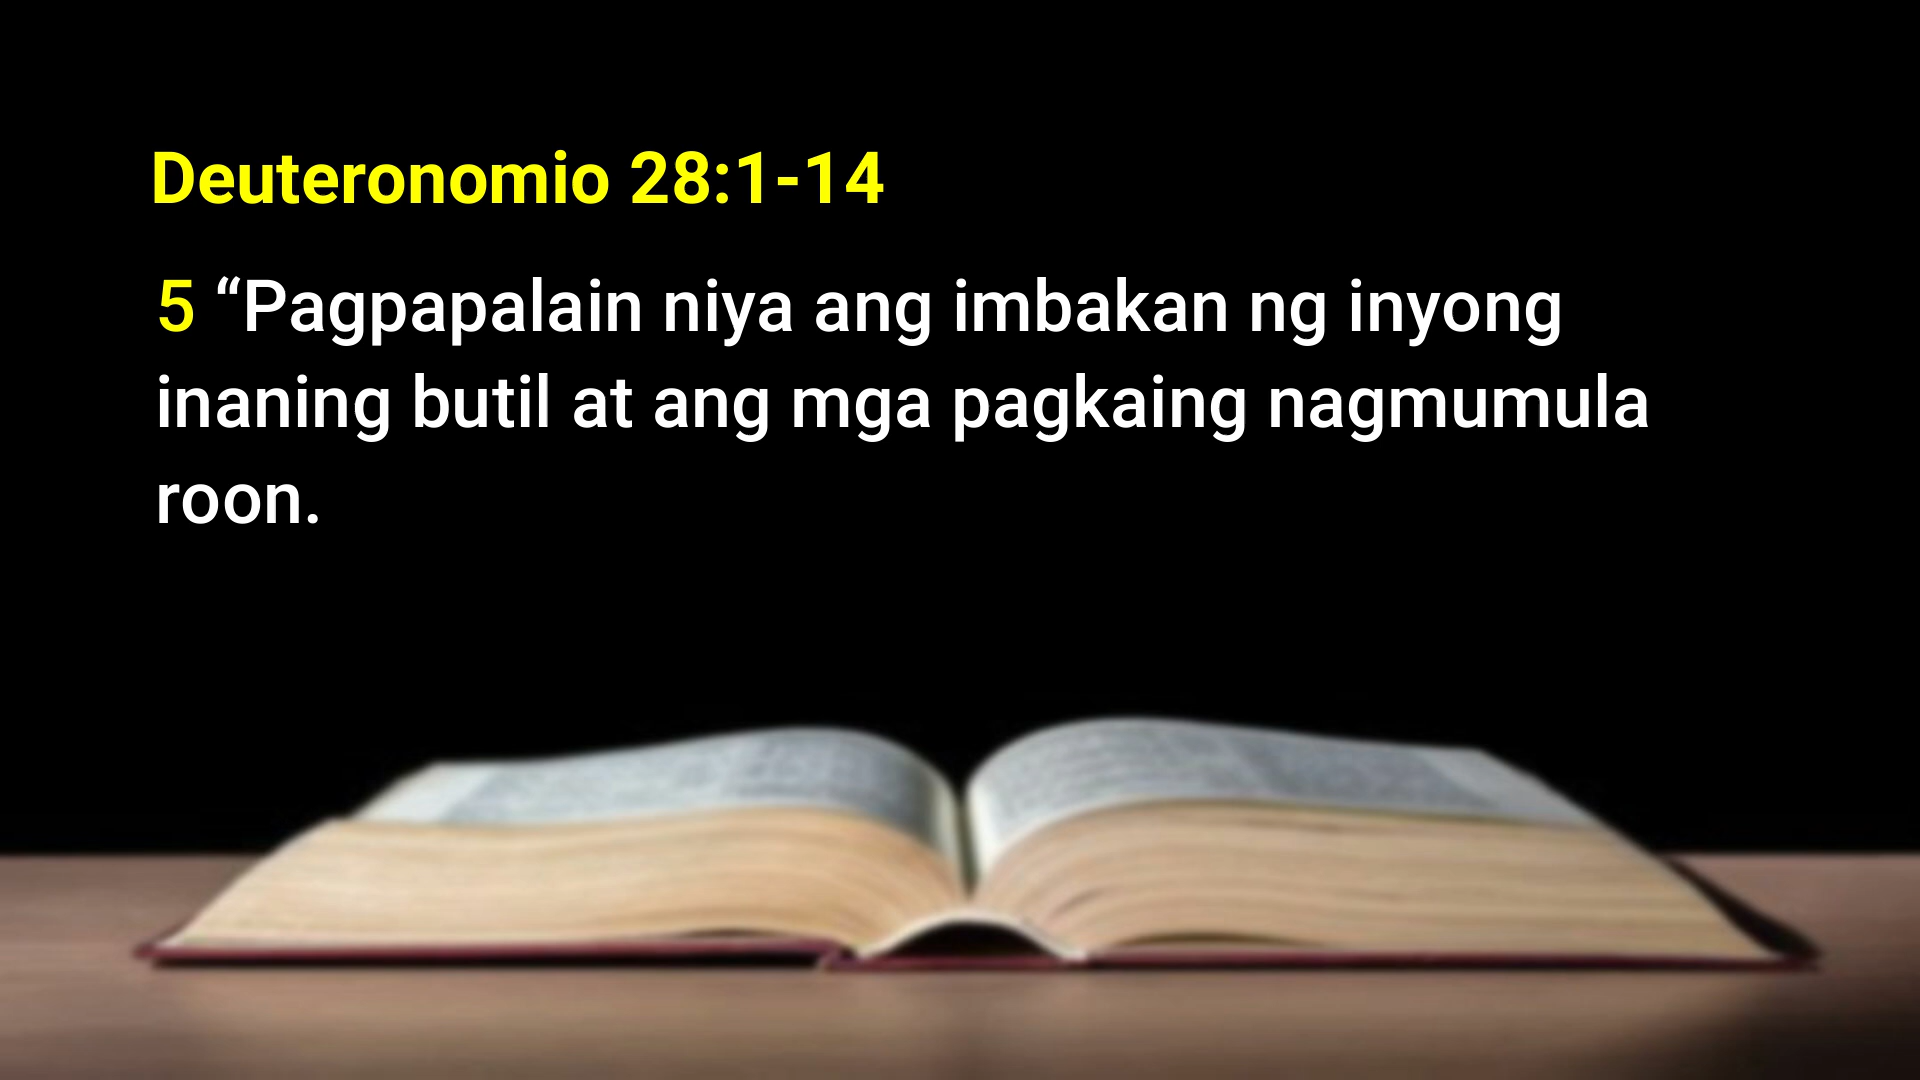 Deuteronomio 28:1-14
5 “Pagpapalain niya ang imbakan ng inyong
inaning butil at ang mga pagkaing nagmumula
roon.